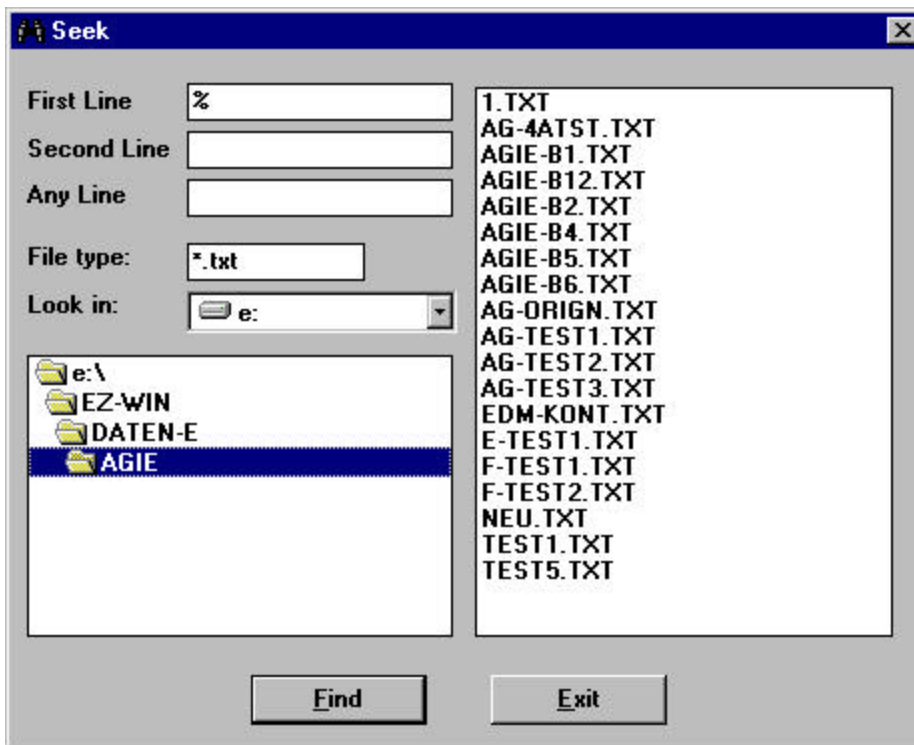 Seek
First Line
%
Second Line
Any Line
File type:
*.txt
Look in:
e:
e:\
EZ-WIN
DATEN-E
AGIE
1.TXT
AG-4ATST.TXT
AGIE-B1.TXT
AGIE-B12.TXT
AGIE-B2.TXT
AGIE-B4.TXT
AGIE-B5.TXT
AGIE-B6.TXT
AG-ORIGN.TXT
AG-TEST1.TXT
AG-TEST2.TXT
AG-TEST3.TXT
EDM-KONT.TXT
E-TEST1.TXT
F-TEST1.TXT
F-TEST2.TXT
NEU.TXT
TEST1.TXT
TEST5.TXT
Find
Exit